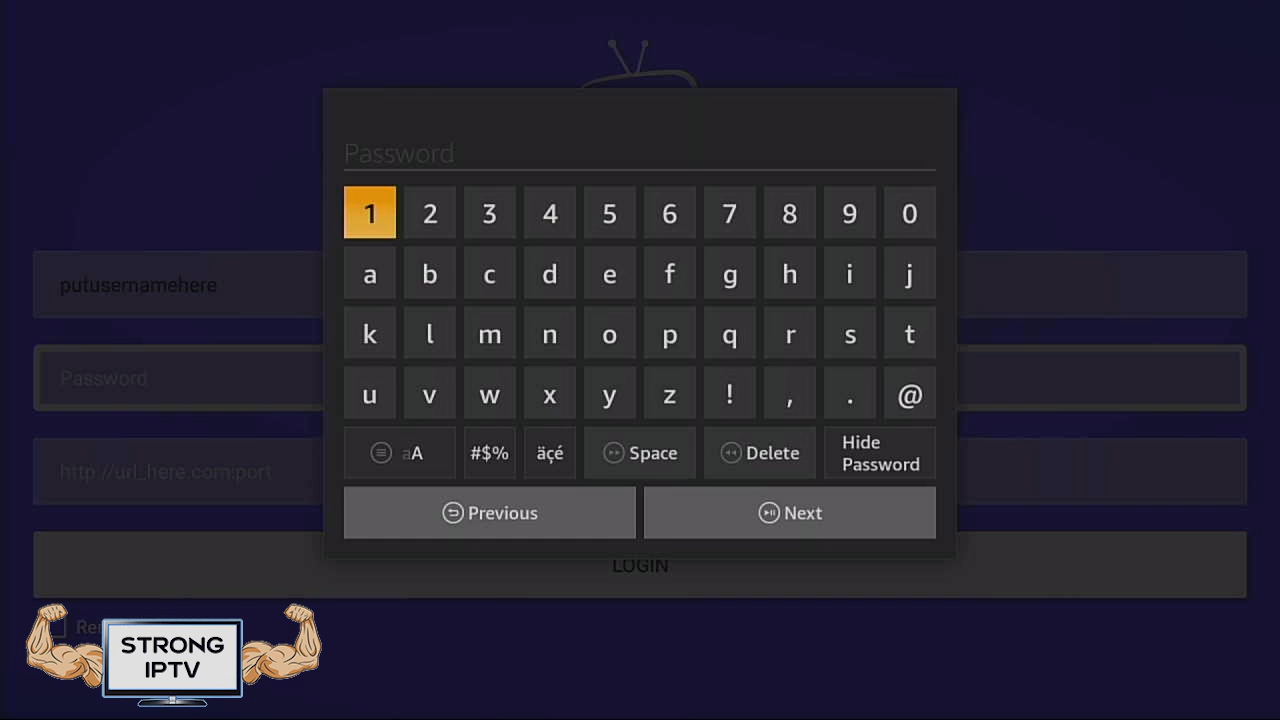 Password
1 2 3 4 5 6 7 8 9 0
a b c d e f g h i j
k l m n o p q r s t
u v w x y z ! , . @
aA #$% äçé Space Delete Hide Password
Previous Next
putusernamehere
Password
http://url_here.com:port
LOGIN
STRONG
IPTV